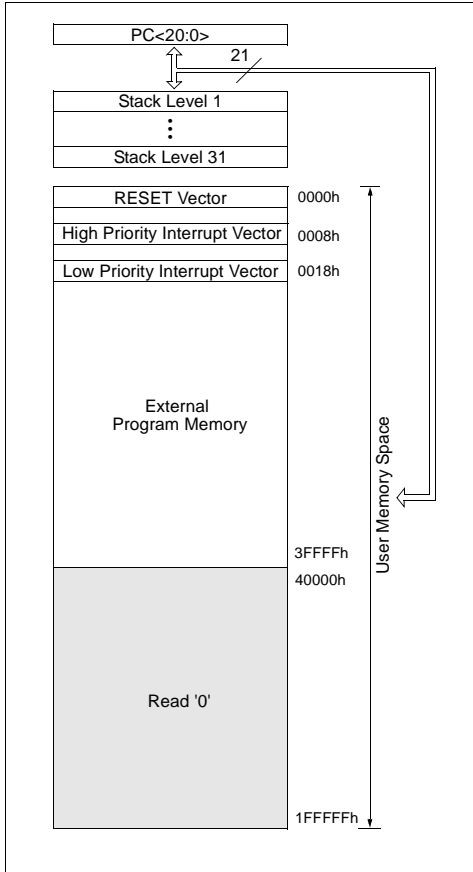 PC<20:0>
21
Stack Level 1
Stack Level 31
RESET Vector
0000h
High Priority Interrupt Vector
0008h
Low Priority Interrupt Vector
0018h
External
Program Memory
User Memory Space
3FFFFh
40000h
Read '0'
1FFFFFh